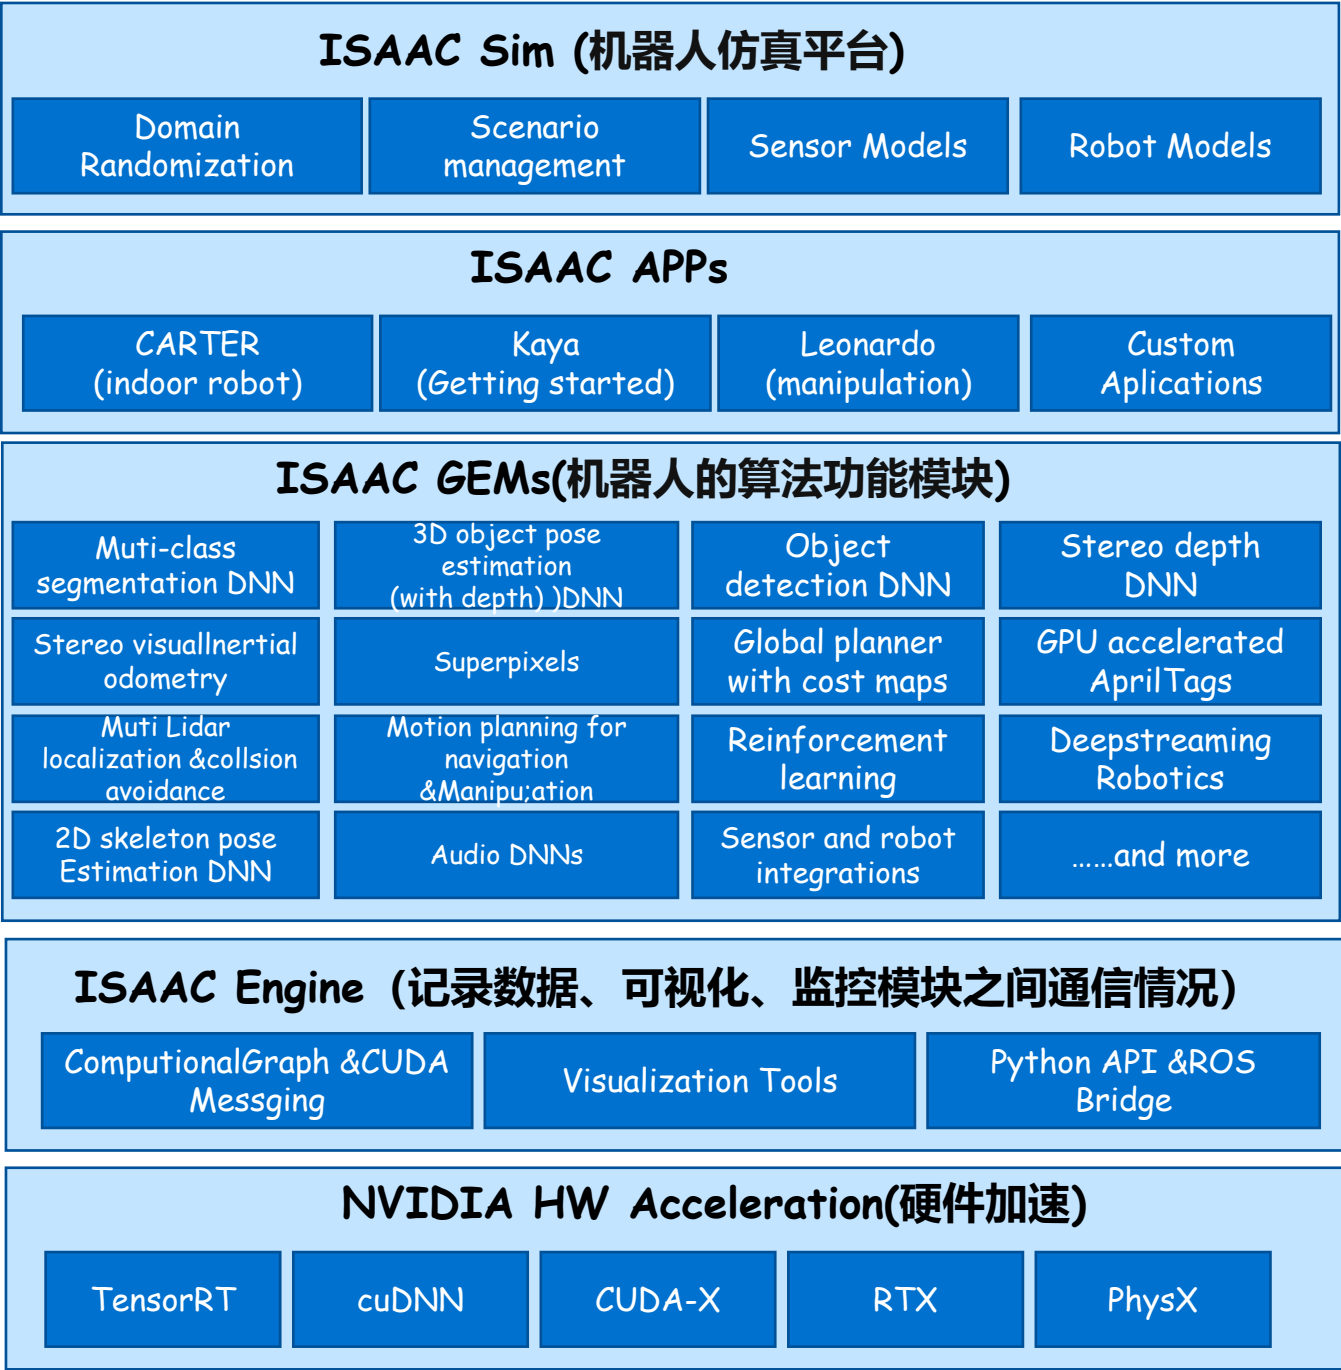 ISAAC Sim (机器人仿真平台)
Domain
Randomization
Scenario
management
Sensor Models
Robot Models
ISAAC APPs
CARTER
(indoor robot)
Kaya
(Getting started)
Leonardo
(manipulation)
Custom
Aplications
ISAAC GEMs(机器人的算法功能模块)
Muti-class
segmentation DNN
3D object pose
estimation
(with depth) )DNN
Object
detection DNN
Stereo depth
DNN
Stereo visuallnertial
odometry
Superpixels
Global planner
with cost maps
GPU accelerated
AprilTags
Muti Lidar
localization &collsion
avoidance
Motion planning for
navigation
&Manipu;ation
Reinforcement
learning
Deepstreaming
Robotics
2D skeleton pose
Estimation DNN
Audio DNNs
Sensor and robot
integrations
……and more
ISAAC Engine (记录数据、可视化、监控模块之间通信情况)
ComputionalGraph &CUDA
Messging
Visualization Tools
Python API &ROS
Bridge
NVIDIA HW Acceleration(硬件加速)
TensorRT
cuDNN
CUDA-X
RTX
PhysX